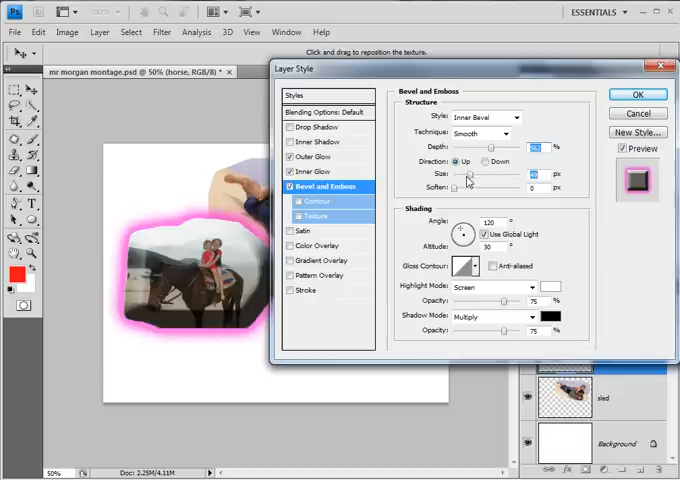 Ps 100% ESSENTIALS
File Edit Image Layer Select Filter Analysis 3D View Window Help
Click and drag to reposition the texture.
mr morgan montage.psd @ 50% (horse, RGB/8) * ×
Layer Style
Styles
Blending Options: Default
Drop Shadow
Inner Shadow
Outer Glow
Inner Glow
Bevel and Emboss
Contour
Texture
Satin
Color Overlay
Gradient Overlay
Pattern Overlay
Stroke
Bevel and Emboss
Structure
Style: Inner Bevel
Technique: Smooth
Depth: %
Direction: Up Down
Size: px
Soften: 0 px
Shading
Angle: 120 °
Use Global Light
Altitude: 30 °
Gloss Contour: Anti-aliased
Highlight Mode: Screen
Opacity: 75 %
Shadow Mode: Multiply
Opacity: 75 %
OK
Cancel
New Style...
Preview
sled
Background
50% Doc: 2.25M/4.11M